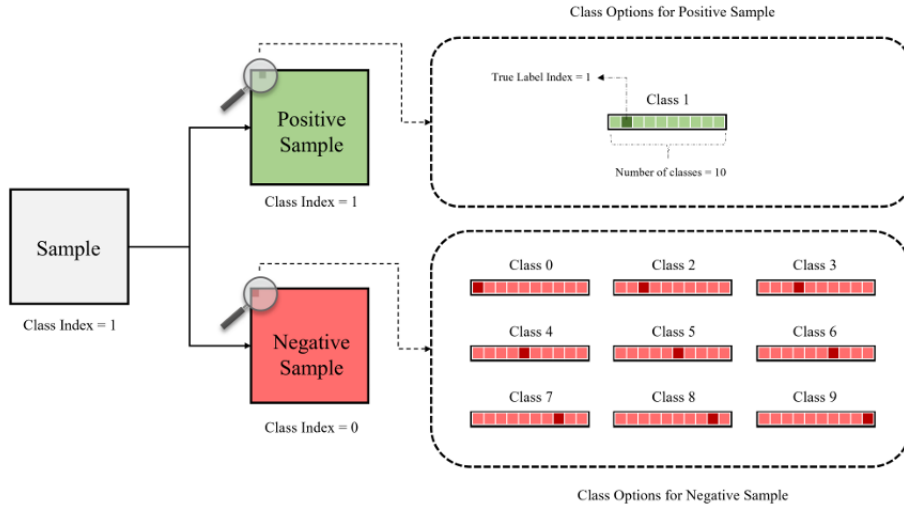 Class Options for Positive Sample
True Label Index = 1
Class 1
Number of classes = 10
Positive
Sample
Class Index = 1
Sample
Class Index = 1
Negative
Sample
Class Index = 0
Class 0
Class 2
Class 3
Class 4
Class 5
Class 6
Class 7
Class 8
Class 9
Class Options for Negative Sample